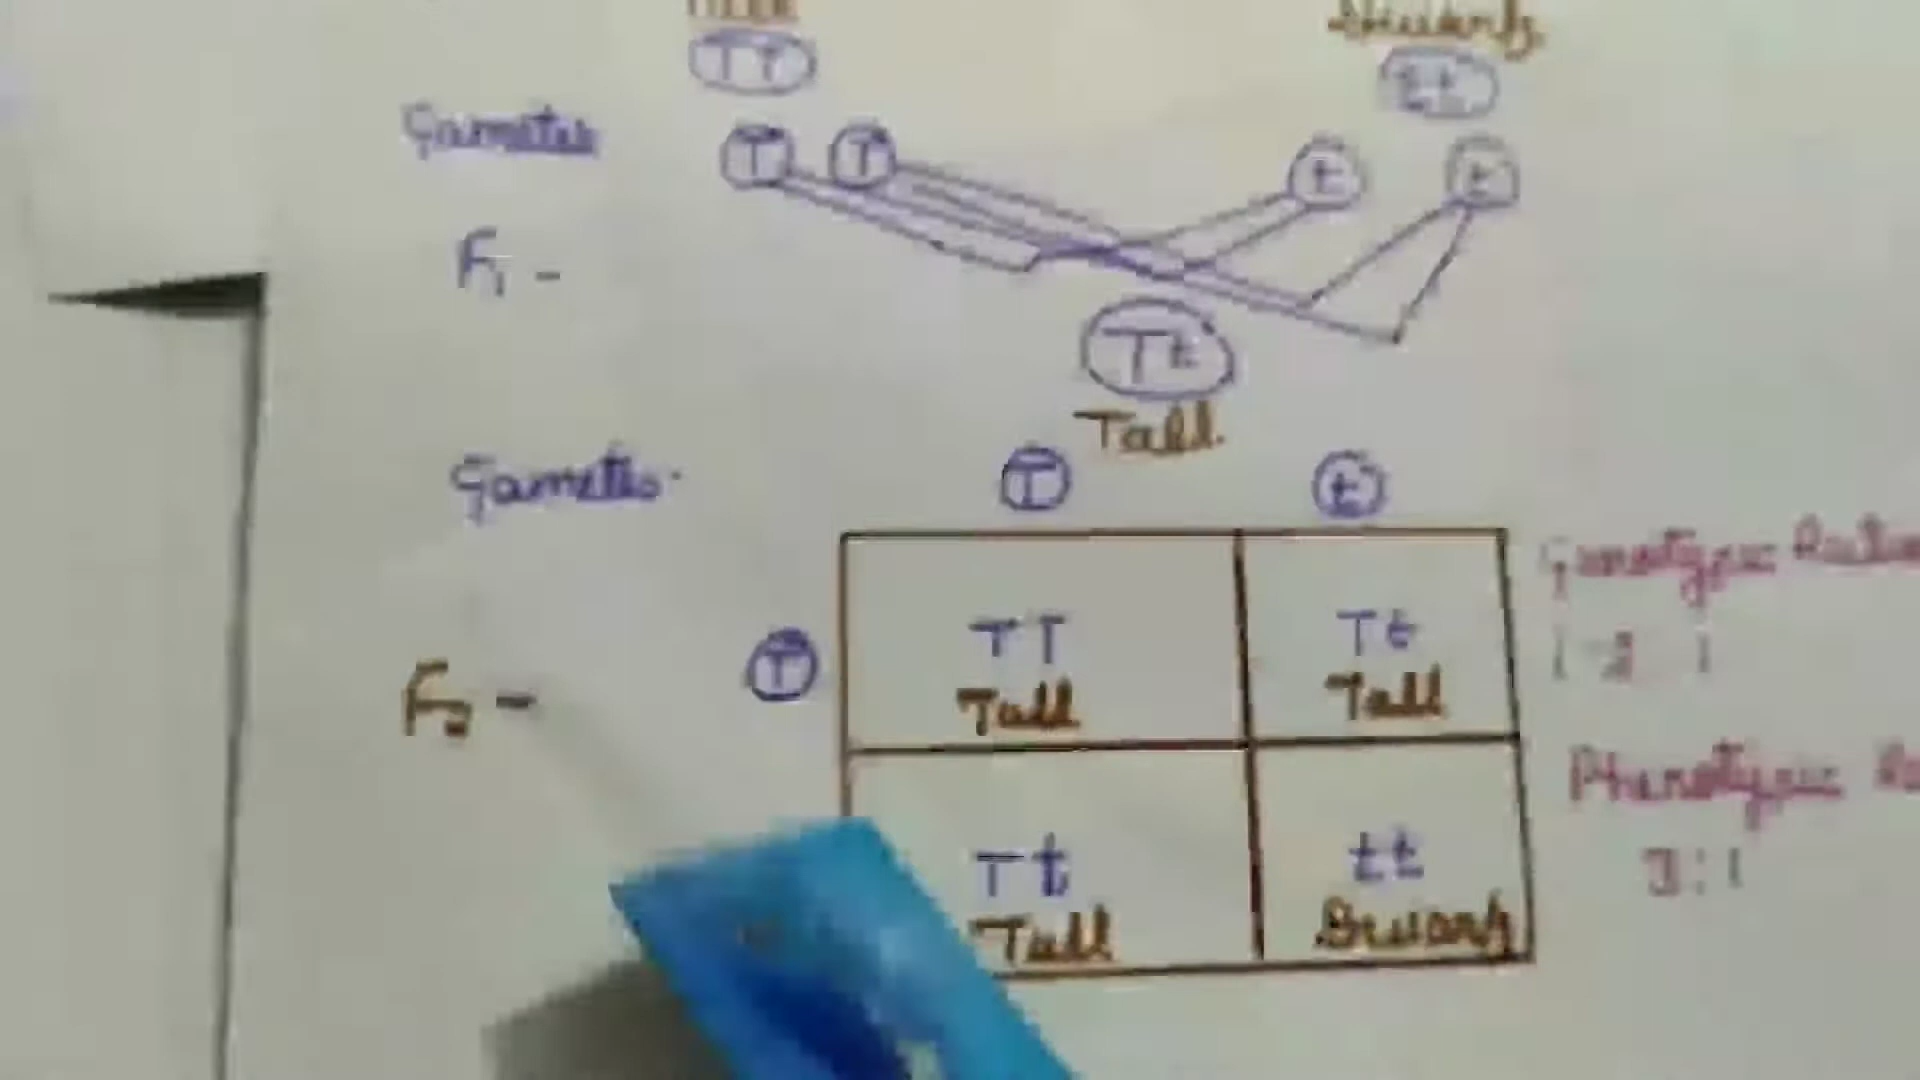 TT tt
Gametes T T t t
F1 -
Tt
Tall.
Gametes. T t
TT Tt
F2 - T Tall Tall
Genotypic
1 2 1
Phenotypic
3:1
Tt tt
Tall Dwarf